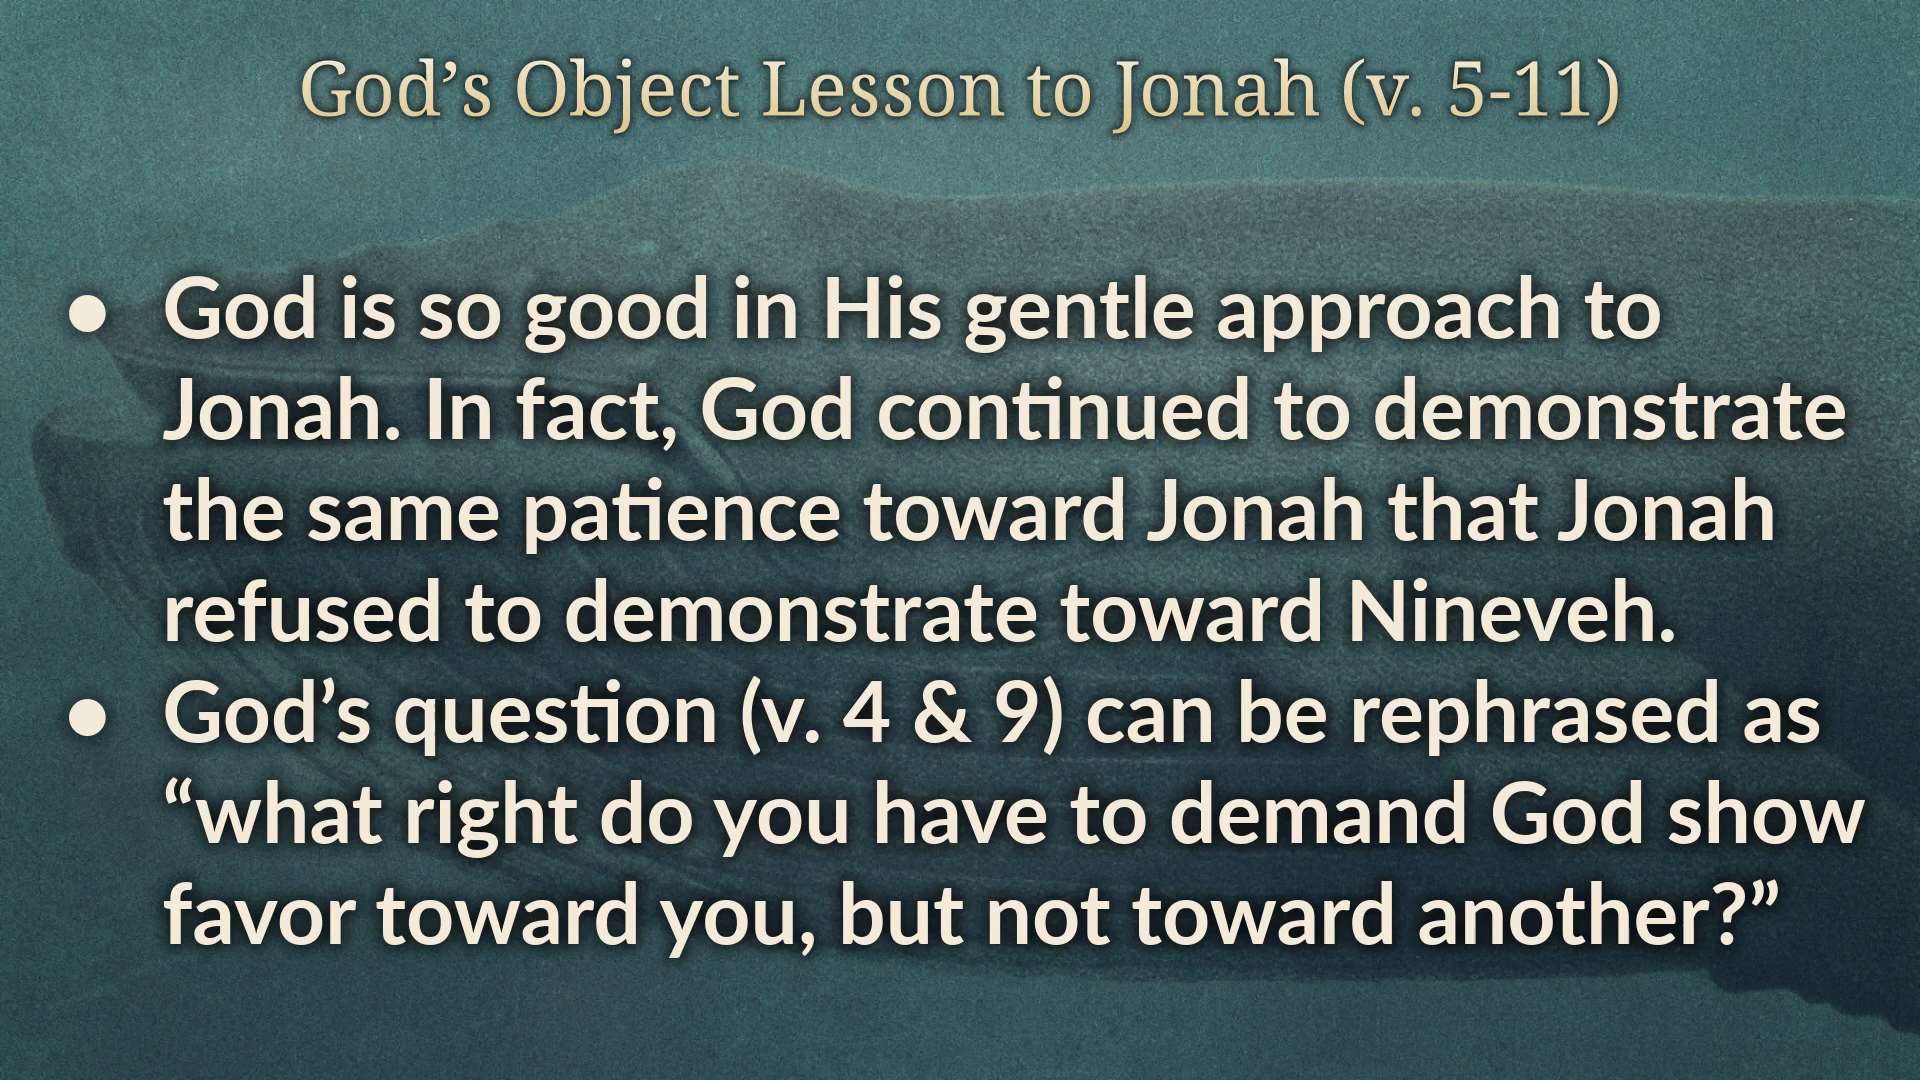 God’s Object Lesson to Jonah (v. 5-11)
● God is so good in His gentle approach to
Jonah. In fact, God continued to demonstrate
the same patience toward Jonah that Jonah
refused to demonstrate toward Nineveh.
● God’s question (v. 4 & 9) can be rephrased as
“what right do you have to demand God show
favor toward you, but not toward another?”